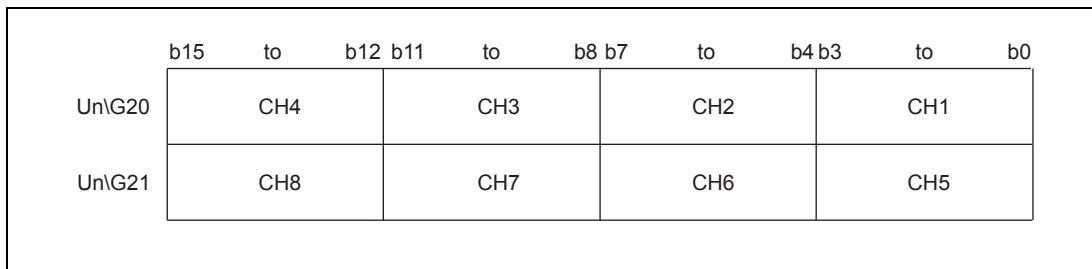 b15 to b12 b11 to b8 b7 to b4 b3 to b0
Un\G20 CH4 CH3 CH2 CH1
Un\G21 CH8 CH7 CH6 CH5